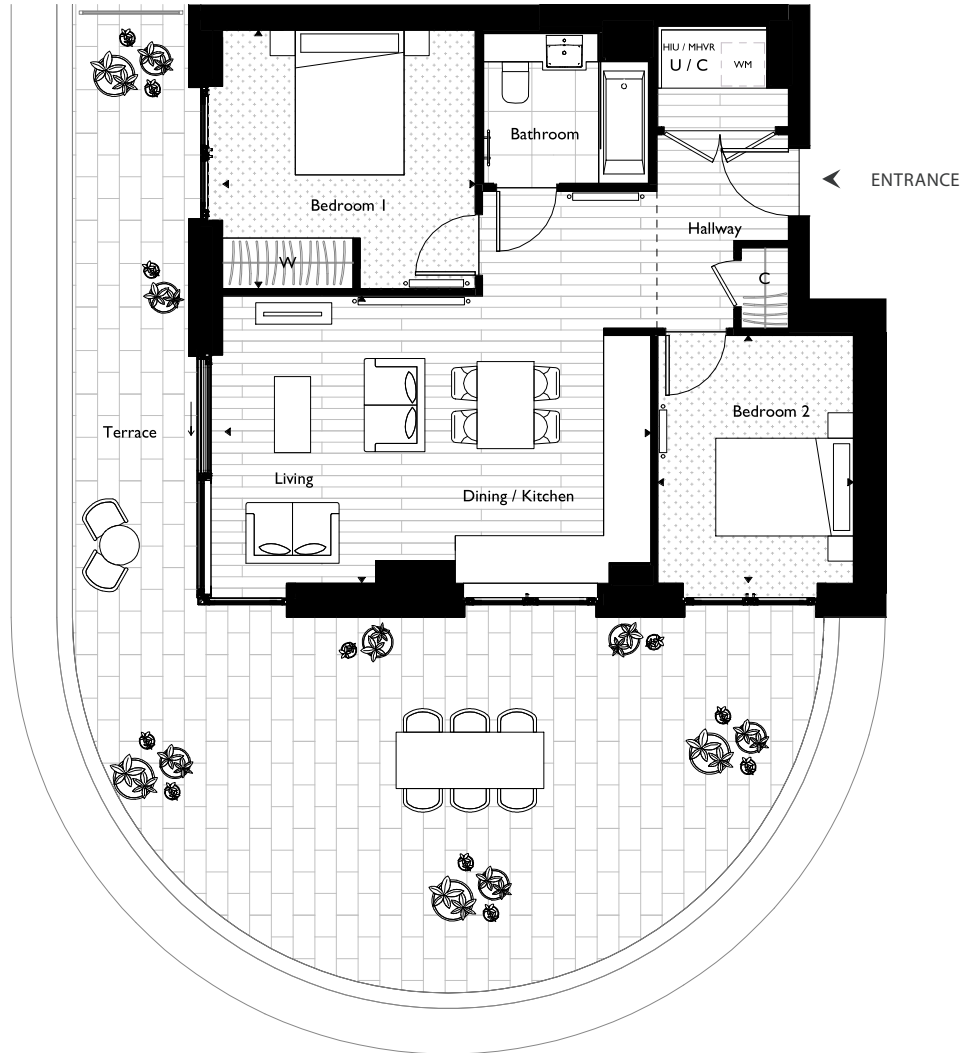 HIU / MHVR
U / C
WM
Bathroom
ENTRANCE
Bedroom 1
Hallway
W
C
Bedroom 2
Terrace
Living
Dining / Kitchen